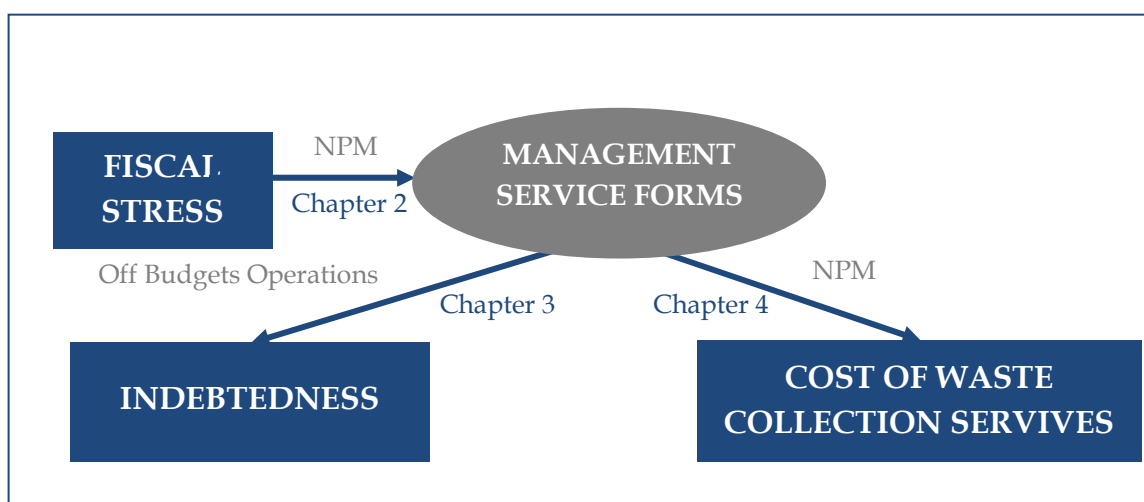 NPM
MANAGEMENT
SERVICE FORMS
FISCAL
STRESS
Chapter 2
Off Budgets Operations
NPM
Chapter 3
Chapter 4
INDEBTEDNESS
COST OF WASTE
COLLECTION SERVIVES